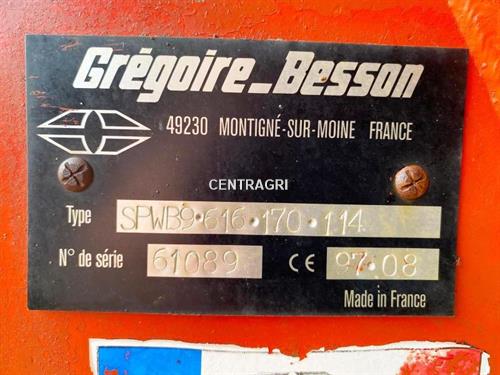 Grégoire_Besson
49230 MONTIGNÉ-SUR-MOINE FRANCE
CENTRAGRI
Type SPWB9•616•170•114
N° de série 61089 CE 97•08
Made in France